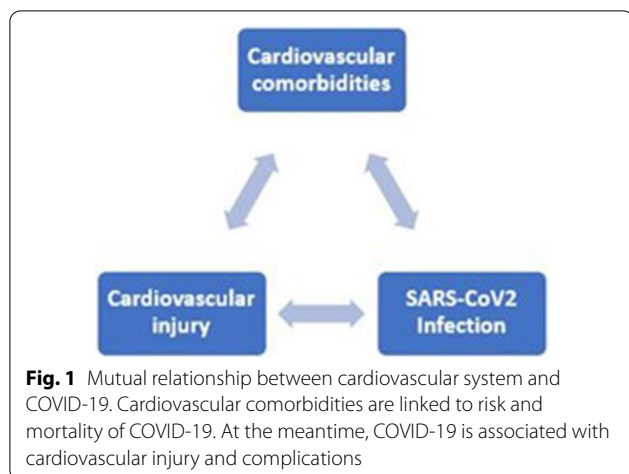 Cardiovascular
comorbidities
Cardiovascular
injury
SARS-CoV2
Infection
Fig. 1 Mutual relationship between cardiovascular system and
COVID-19. Cardiovascular comorbidities are linked to risk and
mortality of COVID-19. At the meantime, COVID-19 is associated with
cardiovascular injury and complications